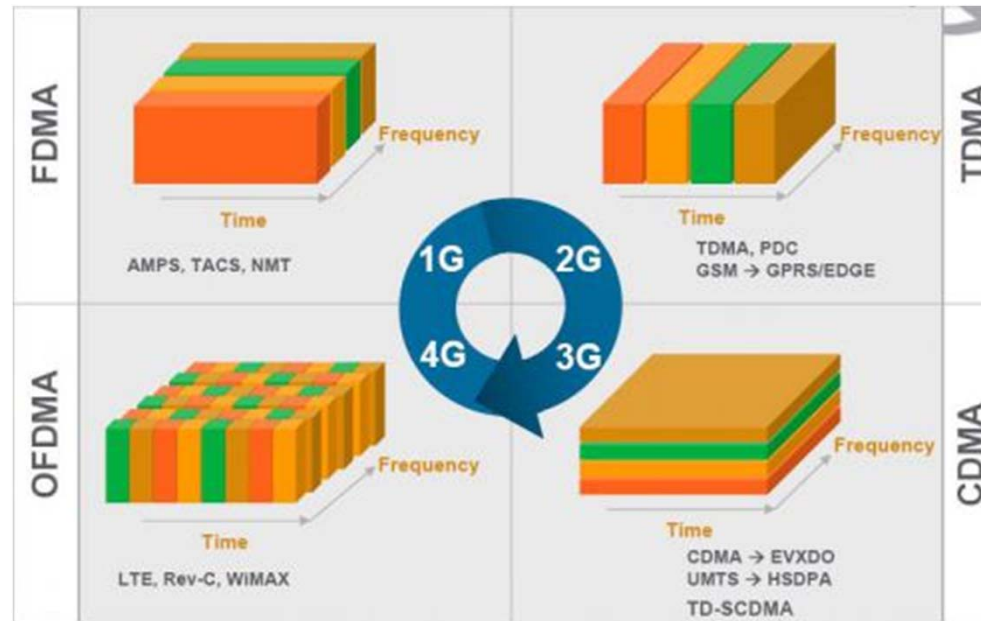 FDMA
Frequency
Time
AMPS, TACS, NMT
TDMA
Frequency
Time
TDMA, PDC
GSM → GPRS/EDGE
1G
2G
4G
3G
OFDMA
Frequency
Time
LTE, Rev-C, WiMAX
CDMA
Frequency
Time
CDMA → EVXDO
UMTS → HSDPA
TD-SCDMA